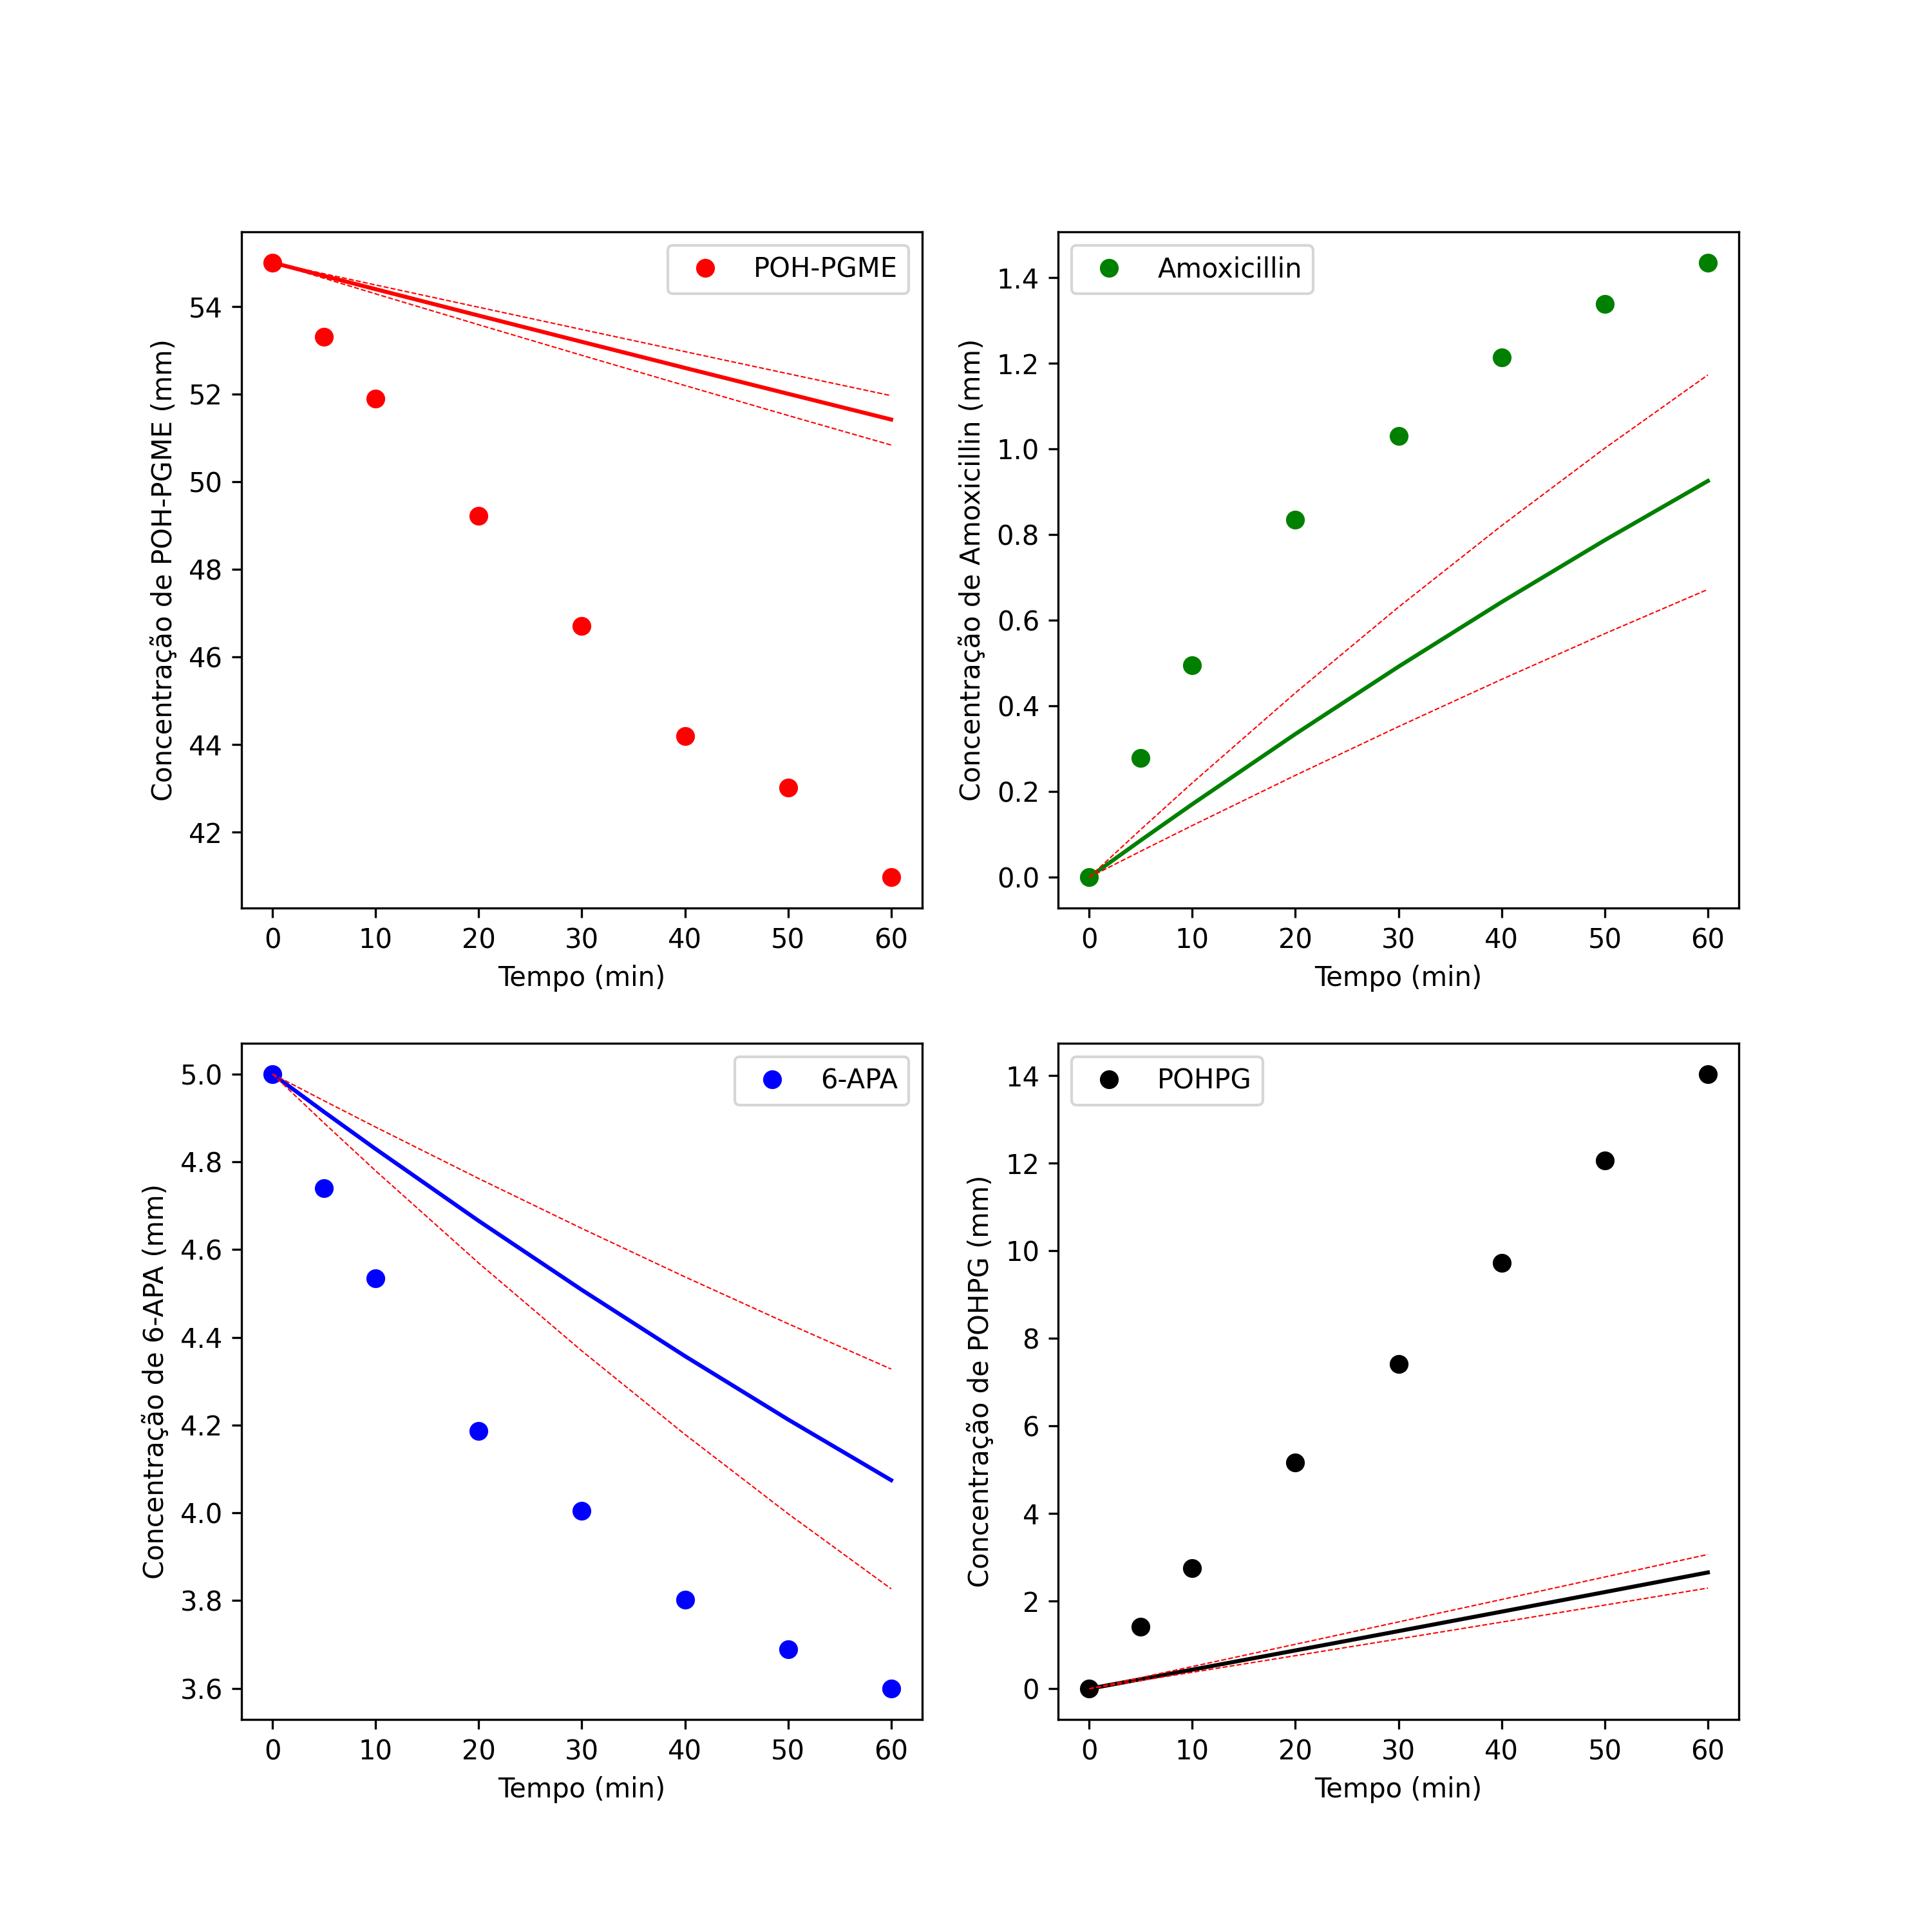 POH-PGME
Concentração de POH-PGME (mm)
54
52
50
48
46
44
42
0 10 20 30 40 50 60
Tempo (min)
Amoxicillin
Concentração de Amoxicillin (mm)
1.4
1.2
1.0
0.8
0.6
0.4
0.2
0.0
0 10 20 30 40 50 60
Tempo (min)
6-APA
Concentração de 6-APA (mm)
5.0
4.8
4.6
4.4
4.2
4.0
3.8
3.6
0 10 20 30 40 50 60
Tempo (min)
POHPG
Concentração de POHPG (mm)
14
12
10
8
6
4
2
0
0 10 20 30 40 50 60
Tempo (min)